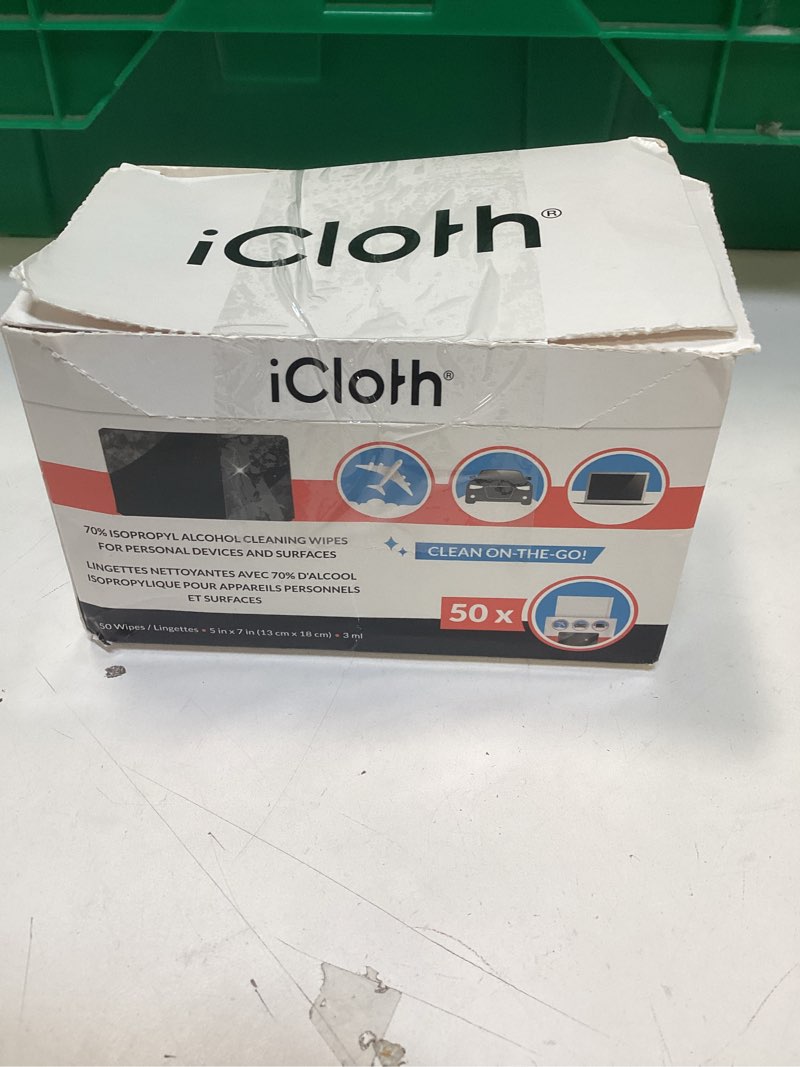 iCloth®
iCloth®
70% ISOPROPYL ALCOHOL CLEANING WIPES
FOR PERSONAL DEVICES AND SURFACES
LINGETTES NETTOYANTES AVEC 70% D'ALCOOL
ISOPROPYLIQUE POUR APPAREILS PERSONNELS
ET SURFACES
CLEAN ON-THE-GO!
50 x
50 Wipes / Lingettes • 5 in x 7 in (13 cm x 18 cm) • 3 ml